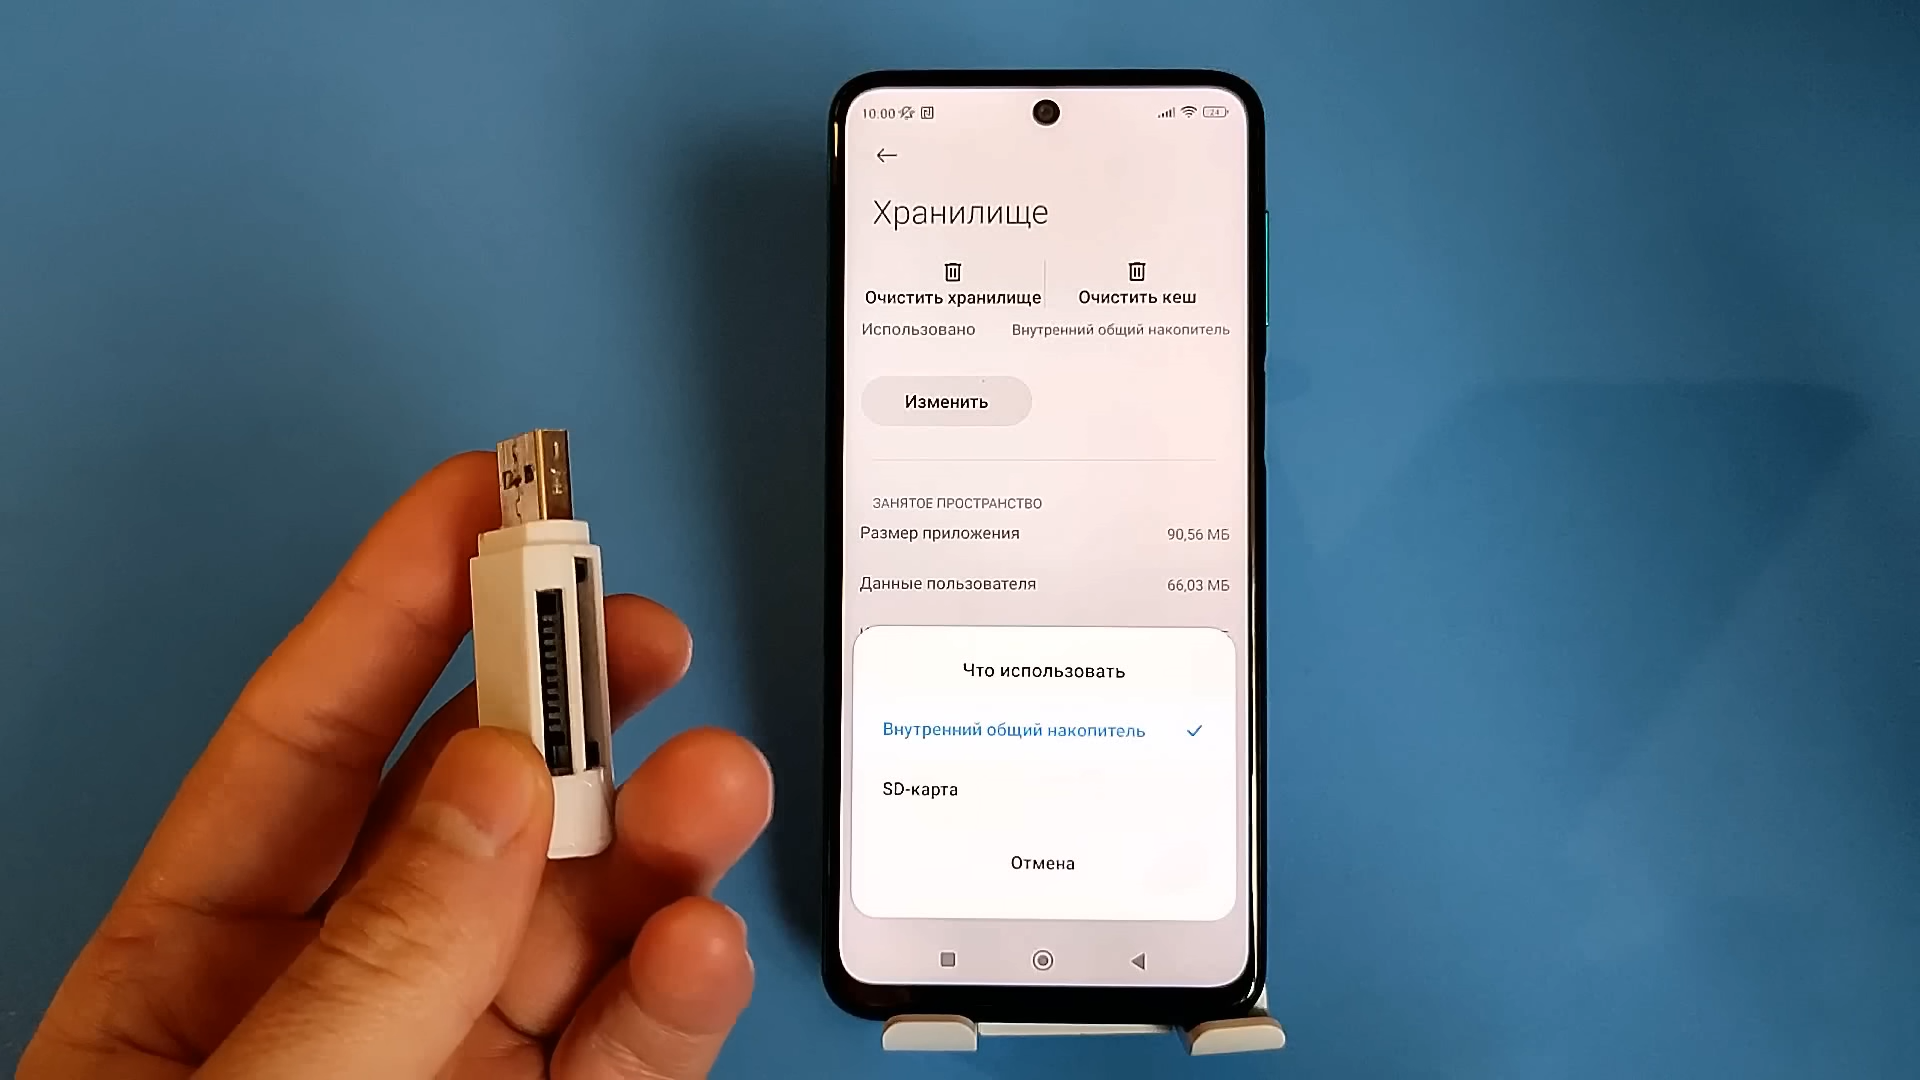 10:00
24
Хранилище
Очистить хранилище
Очистить кеш
Использовано
Внутренний общий накопитель
Изменить
ЗАНЯТОЕ ПРОСТРАНСТВО
Размер приложения
90,56 МБ
Данные пользователя
66,03 МБ
Что использовать
Внутренний общий накопитель
SD-карта
Отмена